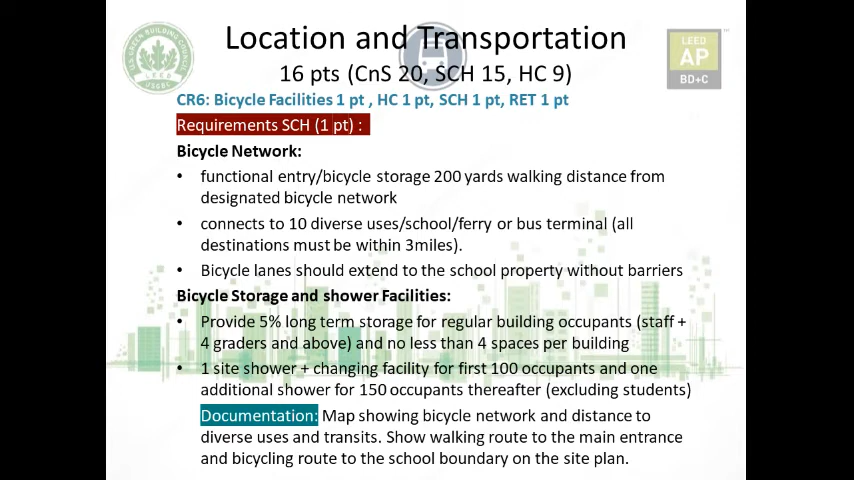 Location and Transportation
16 pts (CnS 20, SCH 15, HC 9)
LEED
AP
BD+C
LEED
USGBC
CR6: Bicycle Facilities 1 pt , HC 1 pt, SCH 1 pt, RET 1 pt
Requirements SCH (1 pt) :
Bicycle Network:
• functional entry/bicycle storage 200 yards walking distance from
designated bicycle network
• connects to 10 diverse uses/school/ferry or bus terminal (all
destinations must be within 3miles).
• Bicycle lanes should extend to the school property without barriers
Bicycle Storage and shower Facilities:
• Provide 5% long term storage for regular building occupants (staff +
4 graders and above) and no less than 4 spaces per building
• 1 site shower + changing facility for first 100 occupants and one
additional shower for 150 occupants thereafter (excluding students)
Documentation: Map showing bicycle network and distance to
diverse uses and transits. Show walking route to the main entrance
and bicycling route to the school boundary on the site plan.